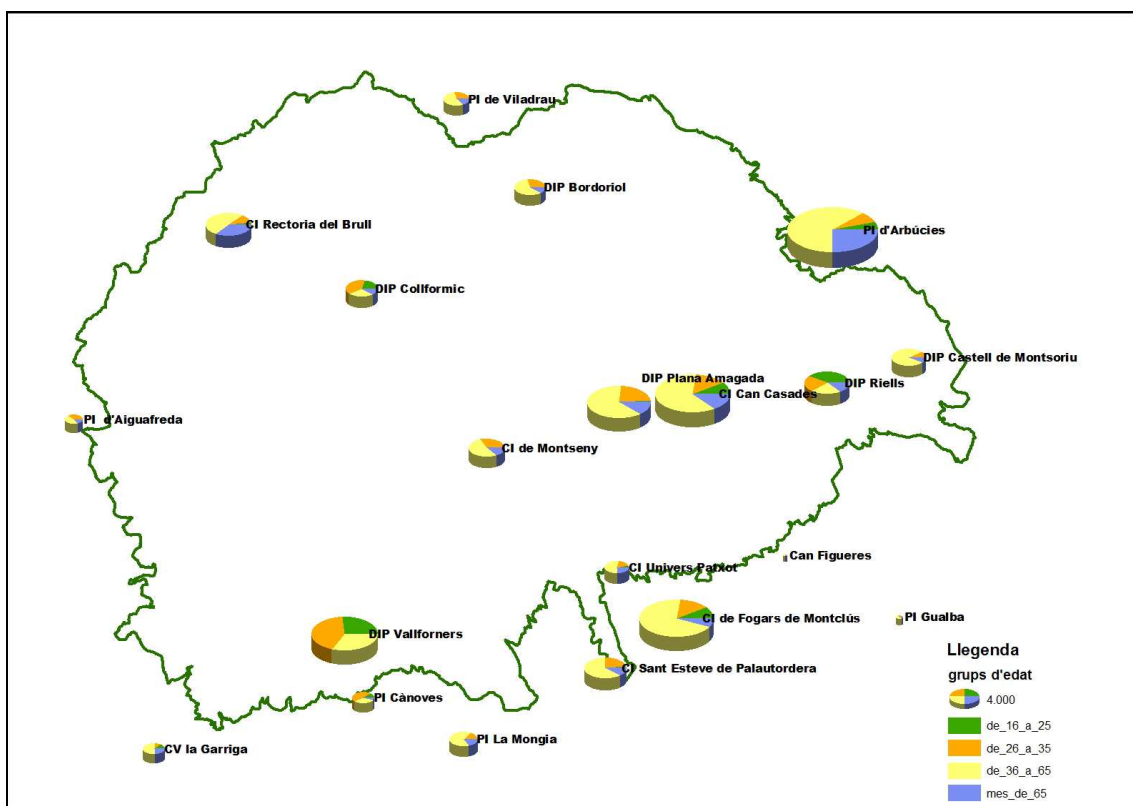 PI de Viladrau
DIP Bordoriol
CI Rectoria del Brull
PI d'Arbúcies
DIP Collformic
DIP Castell de Montsoriu
DIP Plana Amagada
DIP Riells
CI Can Casades
PI d'Aiguafreda
CI de Montseny
Can Figueres
CI Univers Patxot
CI de Fogars de Montclús
PI Gualba
DIP Vallforners
CI Sant Esteve de Palautordera
PI Cànoves
PI La Mongia
CV la Garriga
Llegenda
grups d'edat
4.000
de_16_a_25
de_26_a_35
de_36_a_65
mes_de_65